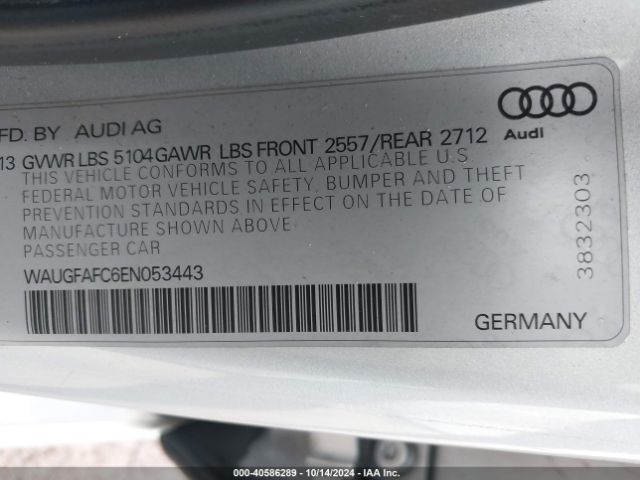 FD. BY AUDI AG
13 GVWR LBS 5104 GAWR LBS FRONT 2557/REAR 2712
THIS VEHICLE CONFORMS TO ALL APPLICABLE U.S.
FEDERAL MOTOR VEHICLE SAFETY, BUMPER AND THEFT
PREVENTION STANDARDS IN EFFECT ON THE DATE OF
MANUFACTURE SHOWN ABOVE
PASSENGER CAR
WAUGFAFC6EN053443
Audi
3832303
GERMANY
000-40586289 | 10/14/2024 | IAA Inc.